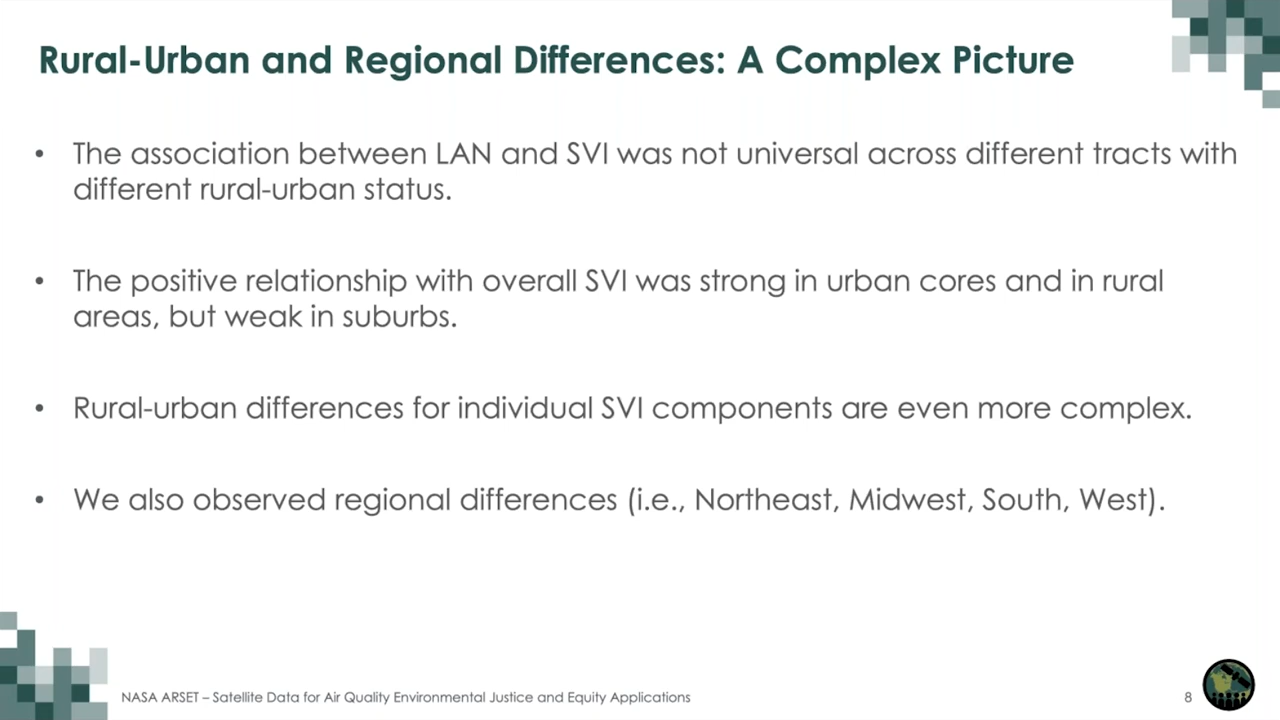 Rural-Urban and Regional Differences: A Complex Picture
• The association between LAN and SVI was not universal across different tracts with
different rural-urban status.
• The positive relationship with overall SVI was strong in urban cores and in rural
areas, but weak in suburbs.
• Rural-urban differences for individual SVI components are even more complex.
• We also observed regional differences (i.e., Northeast, Midwest, South, West).
NASA ARSET – Satellite Data for Air Quality Environmental Justice and Equity Applications
8